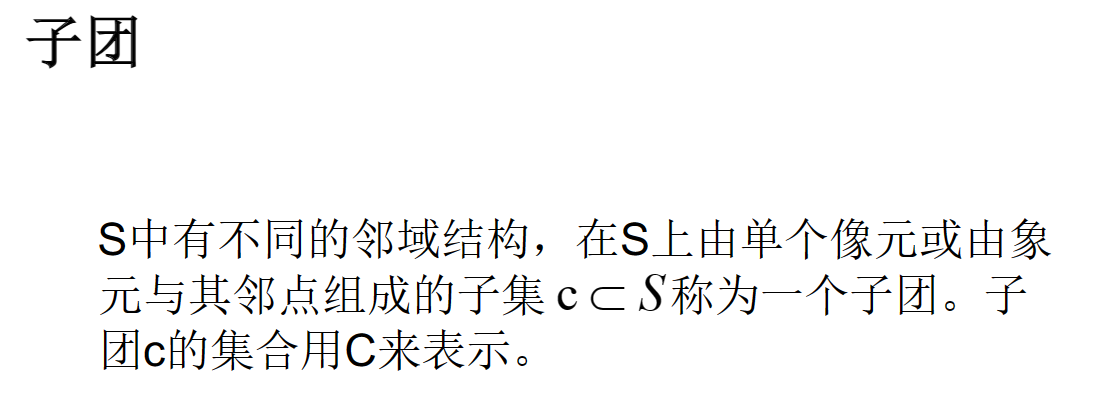 子团
S中有不同的邻域结构，在S上由单个像元或由象
元与其邻点组成的子集 c ⊂ S 称为一个子团。子
团c的集合用C来表示。